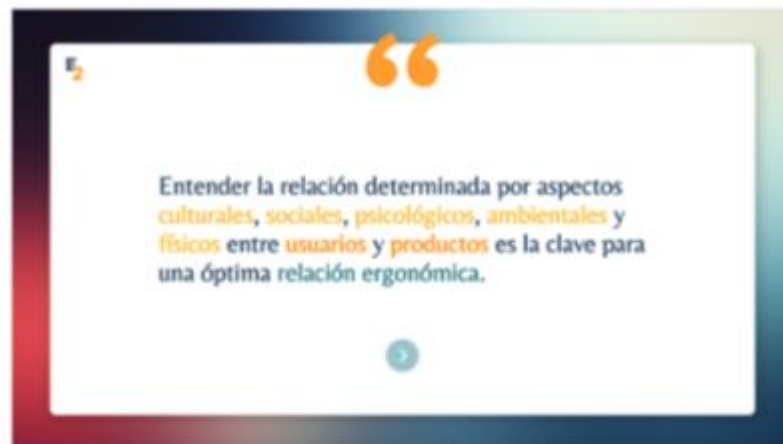 E2
“
Entender la relación determinada por aspectos
culturales, sociales, psicológicos, ambientales y
físicos entre usuarios y productos es la clave para
una óptima relación ergonómica.